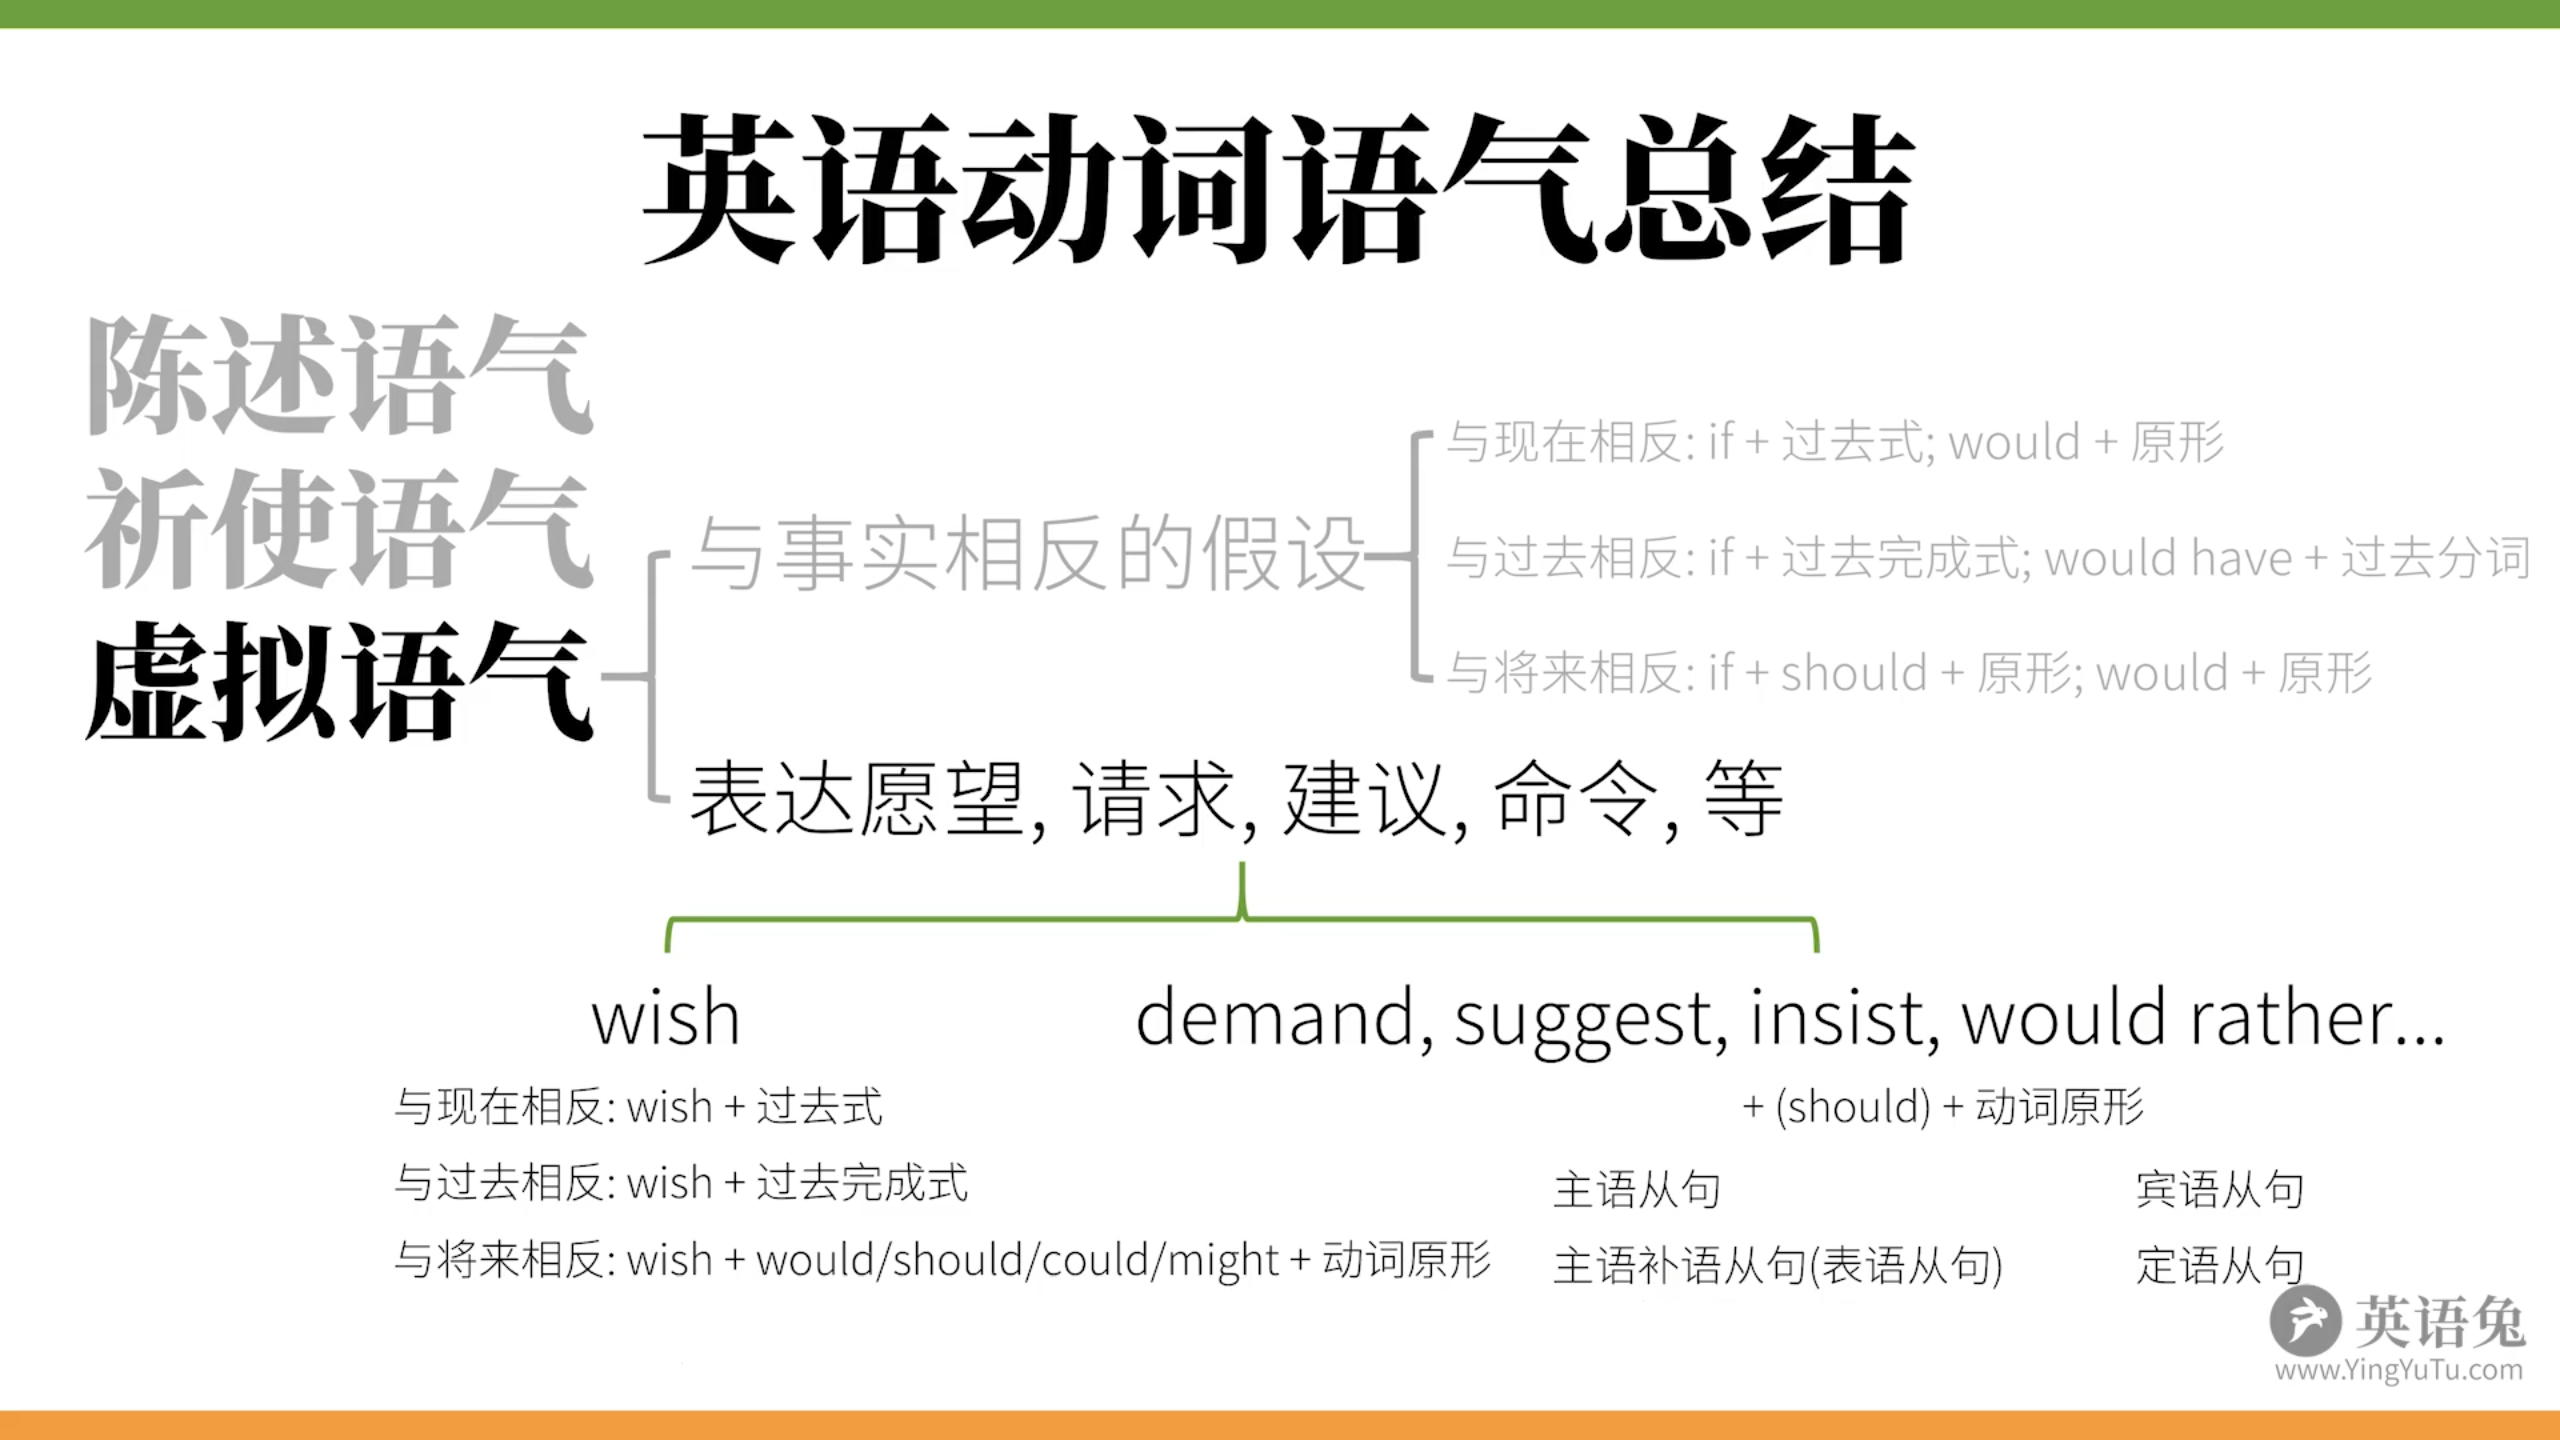 英语动词语气总结
陈述语气
祈使语气
虚拟语气
与事实相反的假设
与现在相反: if + 过去式; would + 原形
与过去相反: if + 过去完成式; would have + 过去分词
与将来相反: if + should + 原形; would + 原形
表达愿望, 请求, 建议, 命令, 等
wish
与现在相反: wish + 过去式
与过去相反: wish + 过去完成式
与将来相反: wish + would/should/could/might + 动词原形
demand, suggest, insist, would rather...
+ (should) + 动词原形
主语从句 宾语从句
主语补语从句(表语从句) 定语从句
英语兔
www.YingYuTu.com